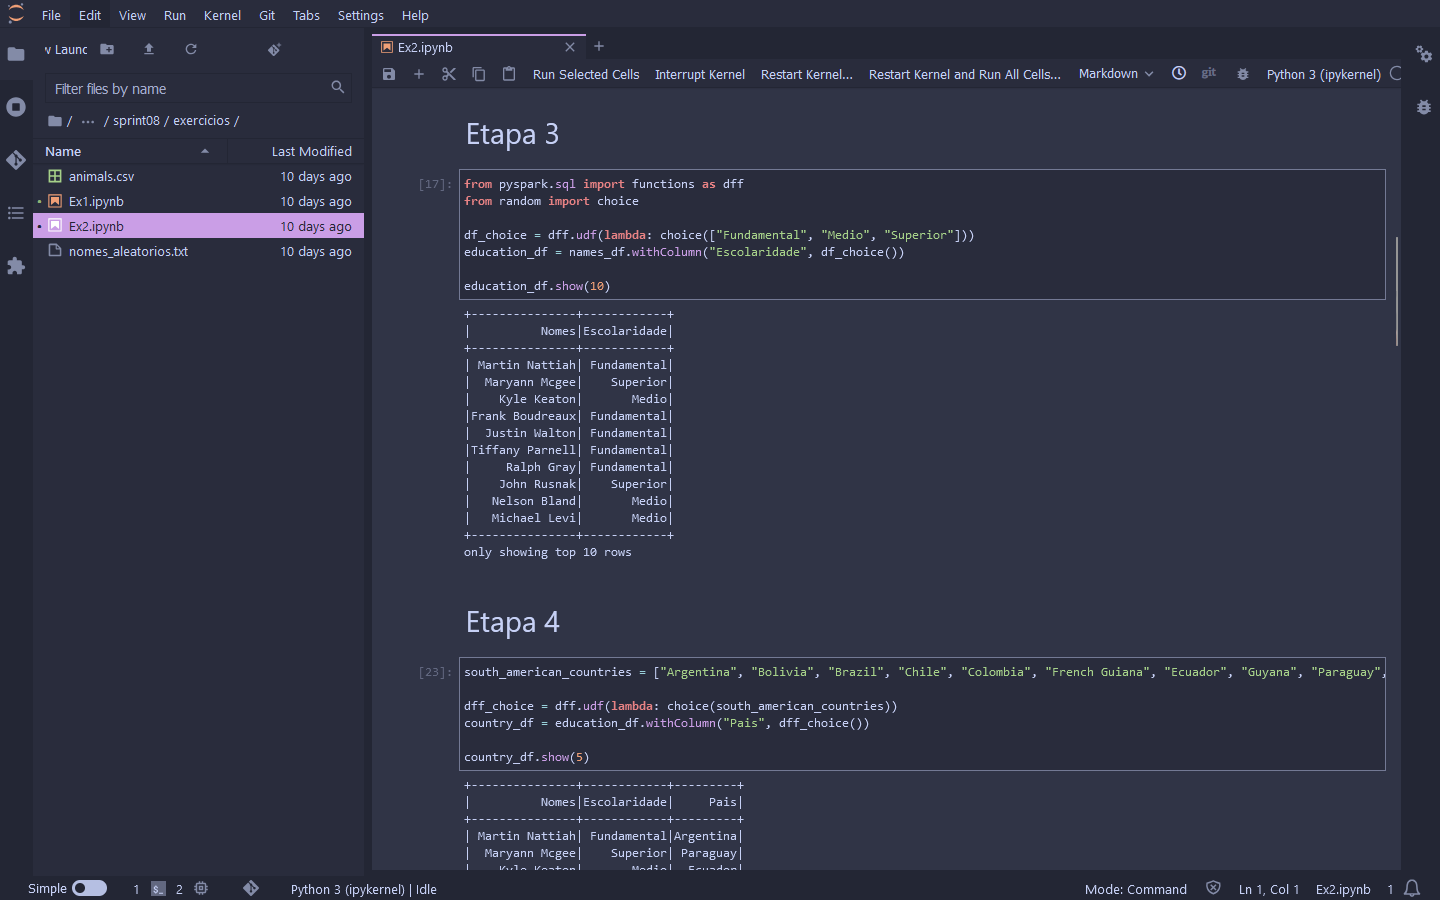 File Edit View Run Kernel Git Tabs Settings Help
Launc
Filter files by name
/ ··· / sprint08 / exercicios /
Name Last Modified
animals.csv 10 days ago
Ex1.ipynb 10 days ago
Ex2.ipynb 10 days ago
nomes_aleatorios.txt 10 days ago
Ex2.ipynb
Run Selected Cells Interrupt Kernel Restart Kernel... Restart Kernel and Run All Cells... Markdown git Python 3 (ipykernel)
Etapa 3
[17]:
from pyspark.sql import functions as dff
from random import choice
df_choice = dff.udf(lambda: choice(["Fundamental", "Medio", "Superior"]))
education_df = names_df.withColumn("Escolaridade", df_choice())
education_df.show(10)
+---------------+------------+
|          Nomes|Escolaridade|
+---------------+------------+
| Martin Nattiah| Fundamental|
|  Maryann Mcgee|    Superior|
|    Kyle Keaton|       Medio|
|Frank Boudreaux| Fundamental|
|  Justin Walton| Fundamental|
|Tiffany Parnell| Fundamental|
|     Ralph Gray| Fundamental|
|    John Rusnak|    Superior|
|   Nelson Bland|       Medio|
|   Michael Levi|       Medio|
+---------------+------------+
only showing top 10 rows
Etapa 4
[23]:
south_american_countries = ["Argentina", "Bolivia", "Brazil", "Chile", "Colombia", "French Guiana", "Ecuador", "Guyana", "Paraguay",
dff_choice = dff.udf(lambda: choice(south_american_countries))
country_df = education_df.withColumn("Pais", dff_choice())
country_df.show(5)
+---------------+------------+---------+
|          Nomes|Escolaridade|     Pais|
+---------------+------------+---------+
| Martin Nattiah| Fundamental|Argentina|
|  Maryann Mcgee|    Superior| Paraguay|
|    Kyle Keaton|       Medio|  Ecuador|
Simple 1 $_ 2 Python 3 (ipykernel) | Idle Mode: Command Ln 1, Col 1 Ex2.ipynb 1